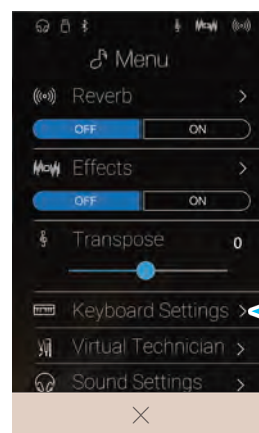 Menu
Reverb
OFF ON
Effects
OFF ON
Transpose 0
Keyboard Settings
Virtual Technician
Sound Settings